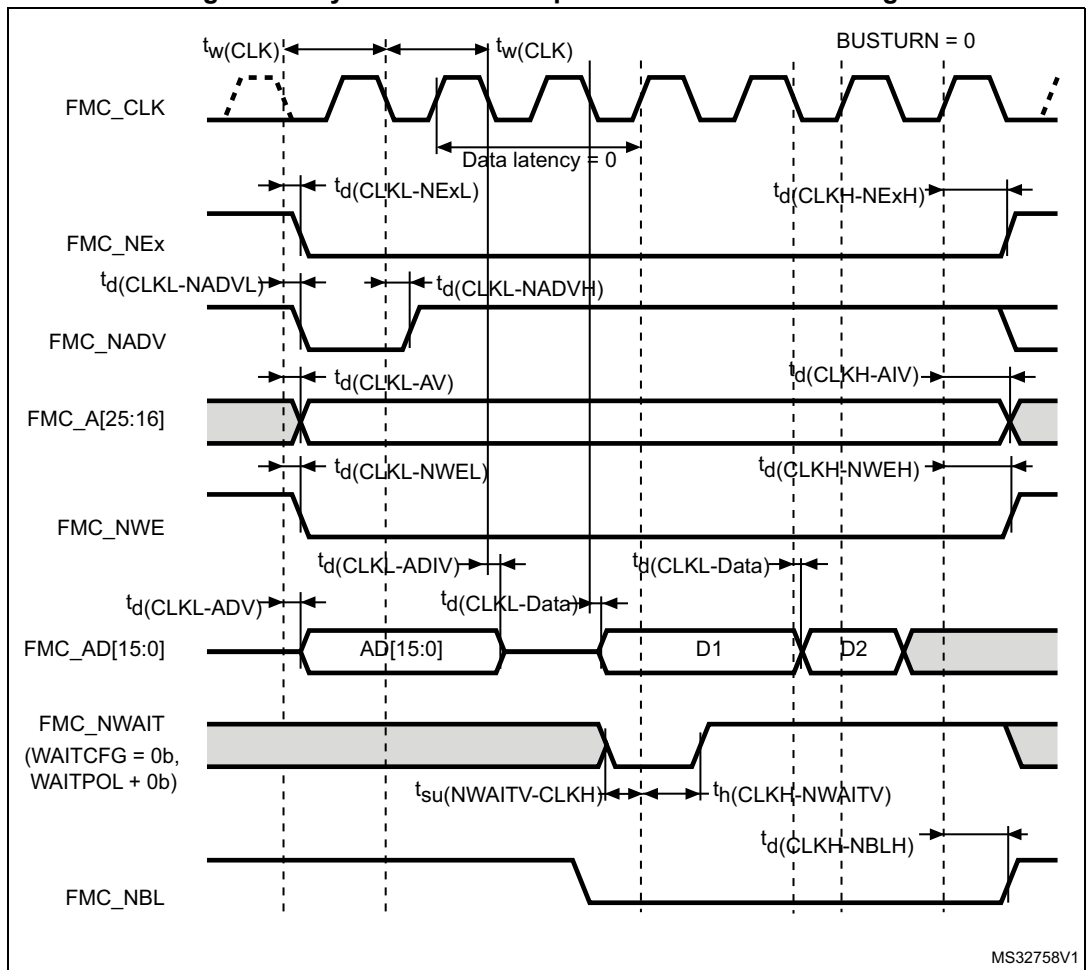 tw(CLK) tw(CLK) BUSTURN = 0
FMC_CLK
Data latency = 0
td(CLKL-NExL) td(CLKH-NExH)
FMC_NEx
td(CLKL-NADVL) td(CLKL-NADVH)
FMC_NADV
td(CLKL-AV) td(CLKH-AIV)
FMC_A[25:16]
td(CLKL-NWEL) td(CLKH-NWEH)
FMC_NWE
td(CLKL-ADIV) td(CLKL-Data)
td(CLKL-ADV) td(CLKL-Data)
FMC_AD[15:0] AD[15:0] D1 D2
FMC_NWAIT
(WAITCFG = 0b,
WAITPOL + 0b)
tsu(NWAITV-CLKH) th(CLKH-NWAITV)
td(CLKH-NBLH)
FMC_NBL
MS32758V1